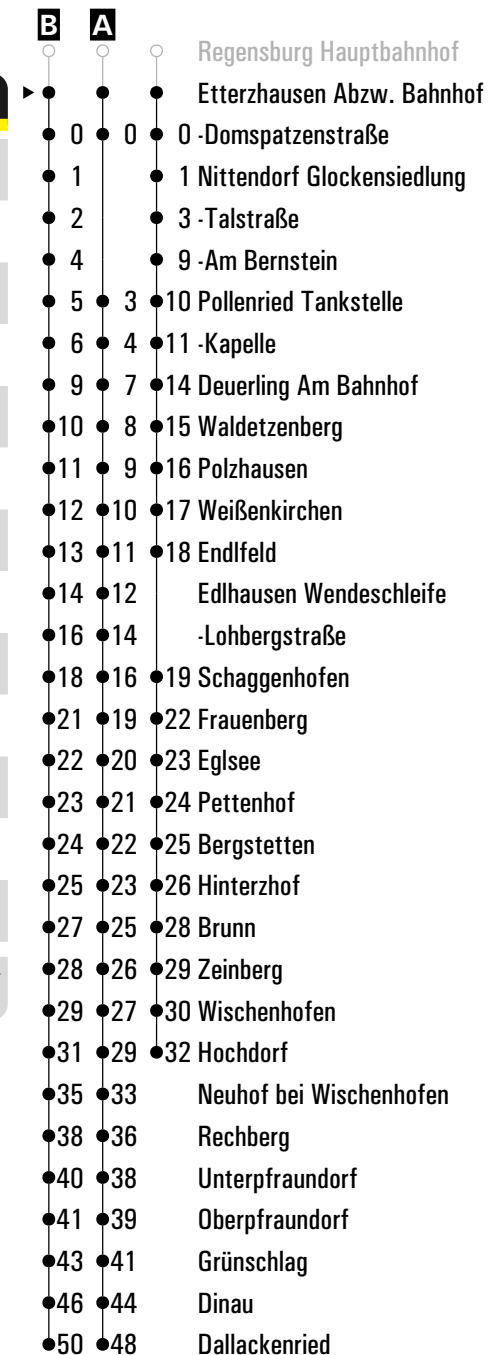 B A
Regensburg Hauptbahnhof
Etterzhausen Abzw. Bahnhof
0 0 0 -Domspatzenstraße
1 1 Nittendorf Glockensiedlung
2 3 -Talstraße
4 9 -Am Bernstein
5 3 10 Pollenried Tankstelle
6 4 11 -Kapelle
9 7 14 Deuerling Am Bahnhof
10 8 15 Waldetzenberg
11 9 16 Polzhausen
12 10 17 Weißenkirchen
13 11 18 Endlfeld
14 12 Edlhausen Wendeschleife
16 14 -Lohbergstraße
18 16 19 Schaggenhofen
21 19 22 Frauenberg
22 20 23 Eglsee
23 21 24 Pettenhof
24 22 25 Bergstetten
25 23 26 Hinterzhof
27 25 28 Brunn
28 26 29 Zeinberg
29 27 30 Wischenhofen
31 29 32 Hochdorf
35 33 Neuhof bei Wischenhofen
38 36 Rechberg
40 38 Unterpfraundorf
41 39 Oberpfraundorf
43 41 Grünschlag
46 44 Dinau
50 48 Dallackenried